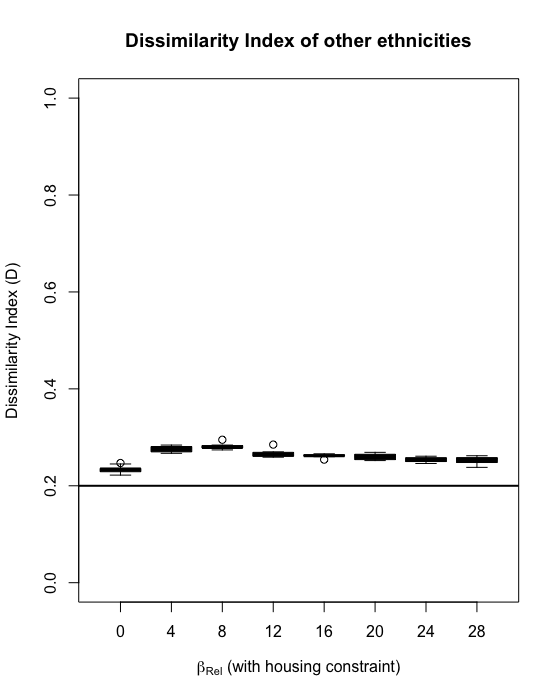 Dissimilarity Index of other ethnicities
Dissimilarity Index (D)
1.0
0.8
0.6
0.4
0.2
0.0
0 4 8 12 16 20 24 28
βRel (with housing constraint)